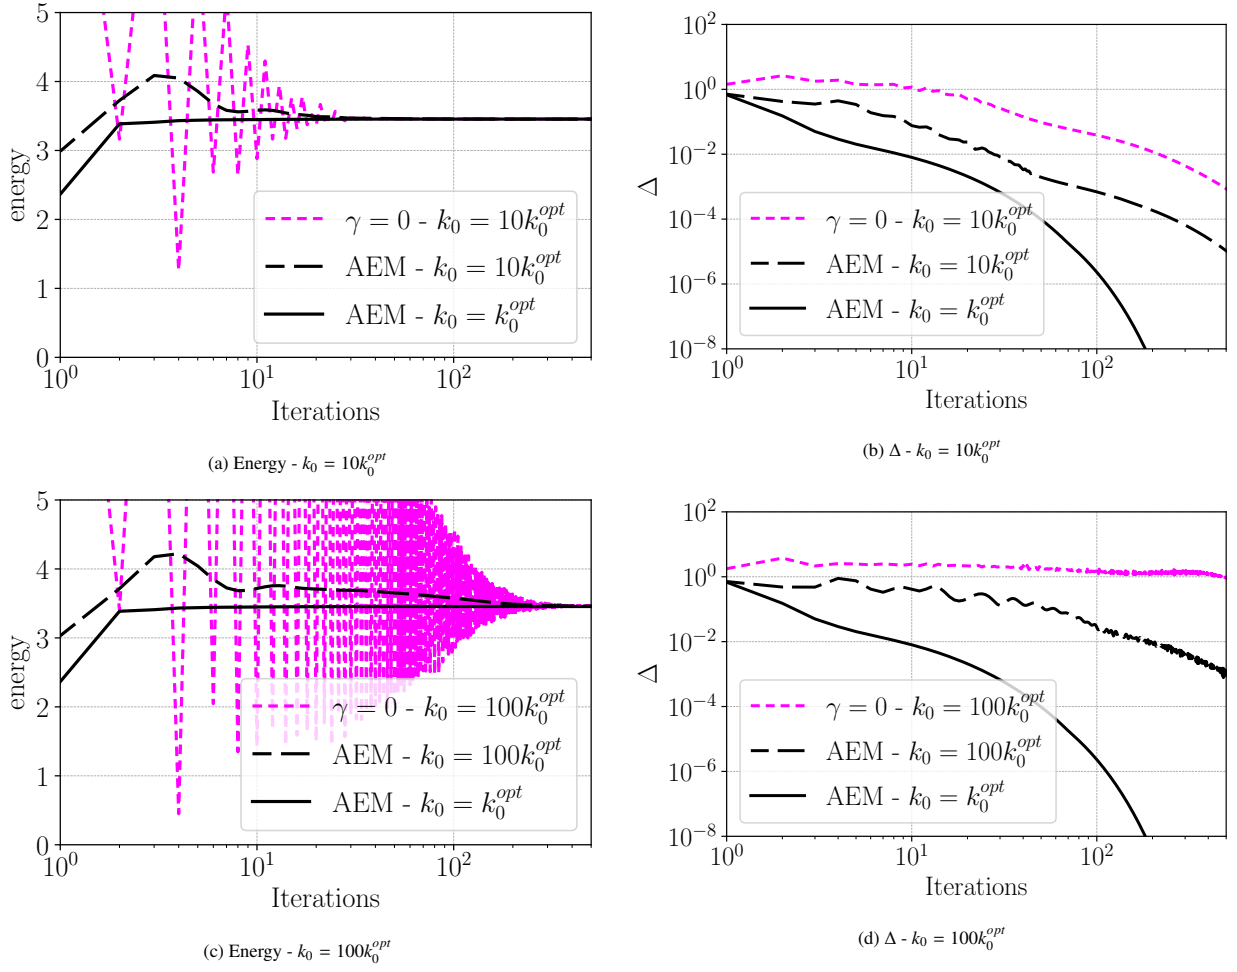 5
4
3
2
1
0
energy
10^0
10^1
10^2
Iterations
γ = 0 - k_0 = 10k_0^{opt}
AEM - k_0 = 10k_0^{opt}
AEM - k_0 = k_0^{opt}
(a) Energy - k_0 = 10k_0^{opt}
10^2
10^0
10^{-2}
10^{-4}
10^{-6}
10^{-8}
Δ
10^0
10^1
10^2
Iterations
γ = 0 - k_0 = 10k_0^{opt}
AEM - k_0 = 10k_0^{opt}
AEM - k_0 = k_0^{opt}
(b) Δ - k_0 = 10k_0^{opt}
5
4
3
2
1
0
energy
10^0
10^1
10^2
Iterations
γ = 0 - k_0 = 100k_0^{opt}
AEM - k_0 = 100k_0^{opt}
AEM - k_0 = k_0^{opt}
(c) Energy - k_0 = 100k_0^{opt}
10^2
10^0
10^{-2}
10^{-4}
10^{-6}
10^{-8}
Δ
10^0
10^1
10^2
Iterations
γ = 0 - k_0 = 100k_0^{opt}
AEM - k_0 = 100k_0^{opt}
AEM - k_0 = k_0^{opt}
(d) Δ - k_0 = 100k_0^{opt}